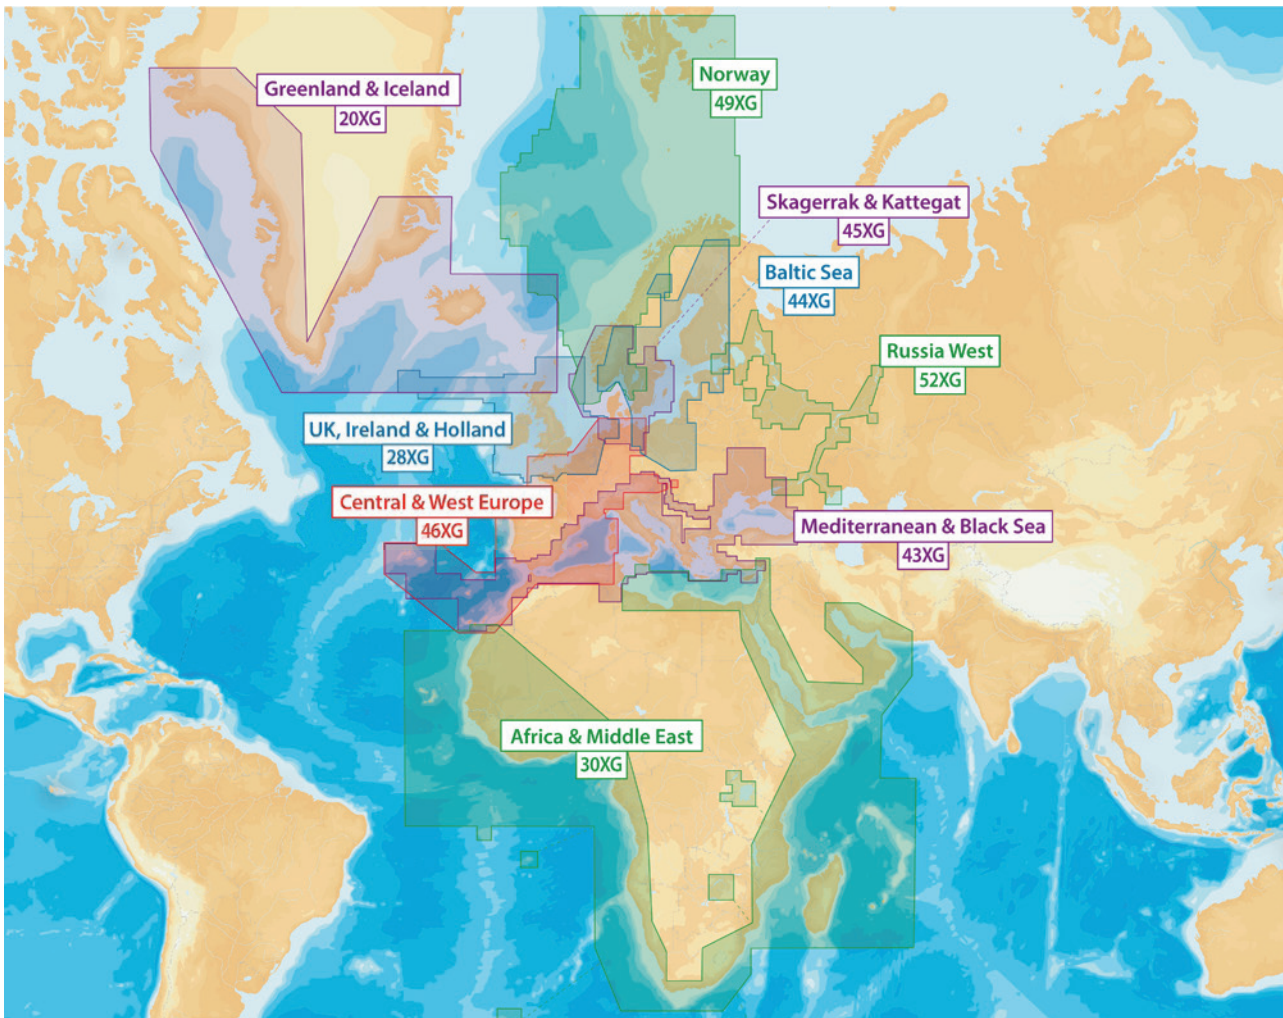 Norway
49XG
Greenland & Iceland
20XG
Skagerrak & Kattegat
45XG
Baltic Sea
44XG
Russia West
52XG
UK, Ireland & Holland
28XG
Central & West Europe
46XG
Mediterranean & Black Sea
43XG
Africa & Middle East
30XG